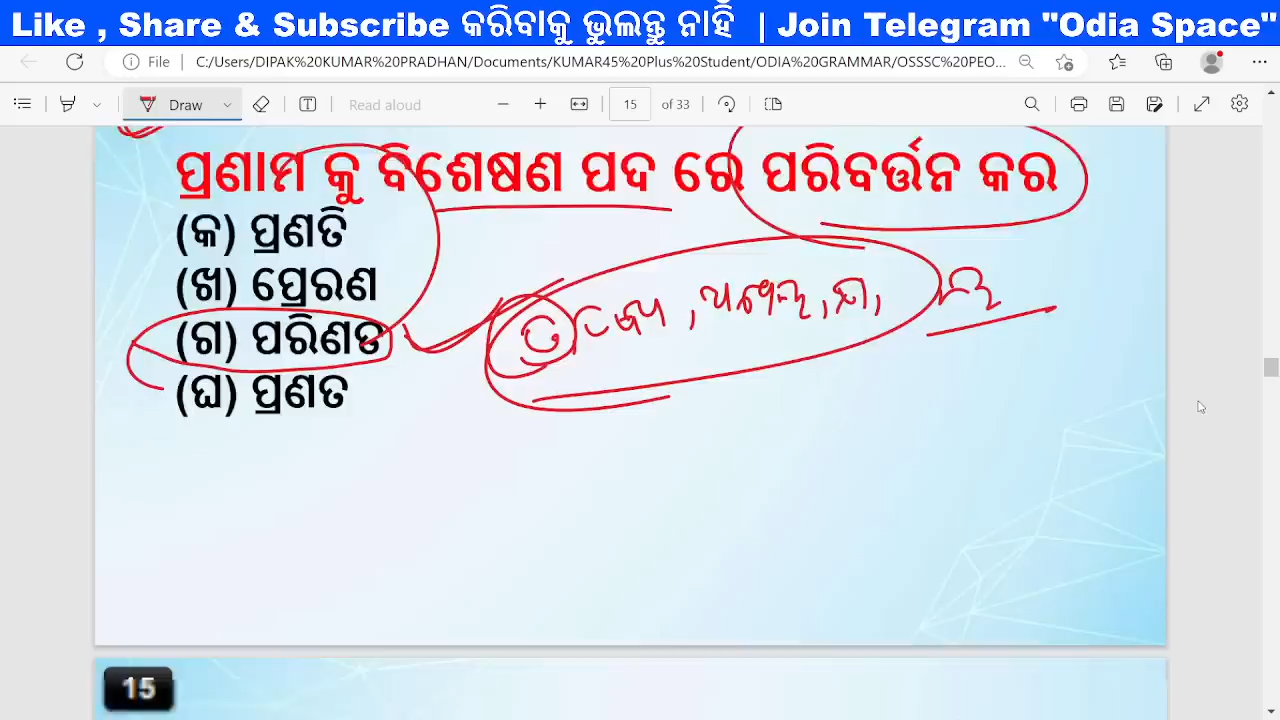 Like , Share & Subscribe କରିବାକୁ ଭୁଲନ୍ତୁ ନାହିଁ | Join Telegram "Odia Space"
File C:/Users/DIPAK%20KUMAR%20PRADHAN/Documents/KUMAR45%20Plus%20Student/ODIA%20GRAMMAR/OSSSC%20PEO...
Draw Read aloud 15 of 33
ପ୍ରଣାମ କୁ ବିଶେଷଣ ପଦ ରେ ପରିବର୍ତ୍ତନ କର
(କ) ପ୍ରଣତି
(ଖ) ପ୍ରେରଣ
(ଗ) ପରିଣତ
(ଘ) ପ୍ରଣତ
15